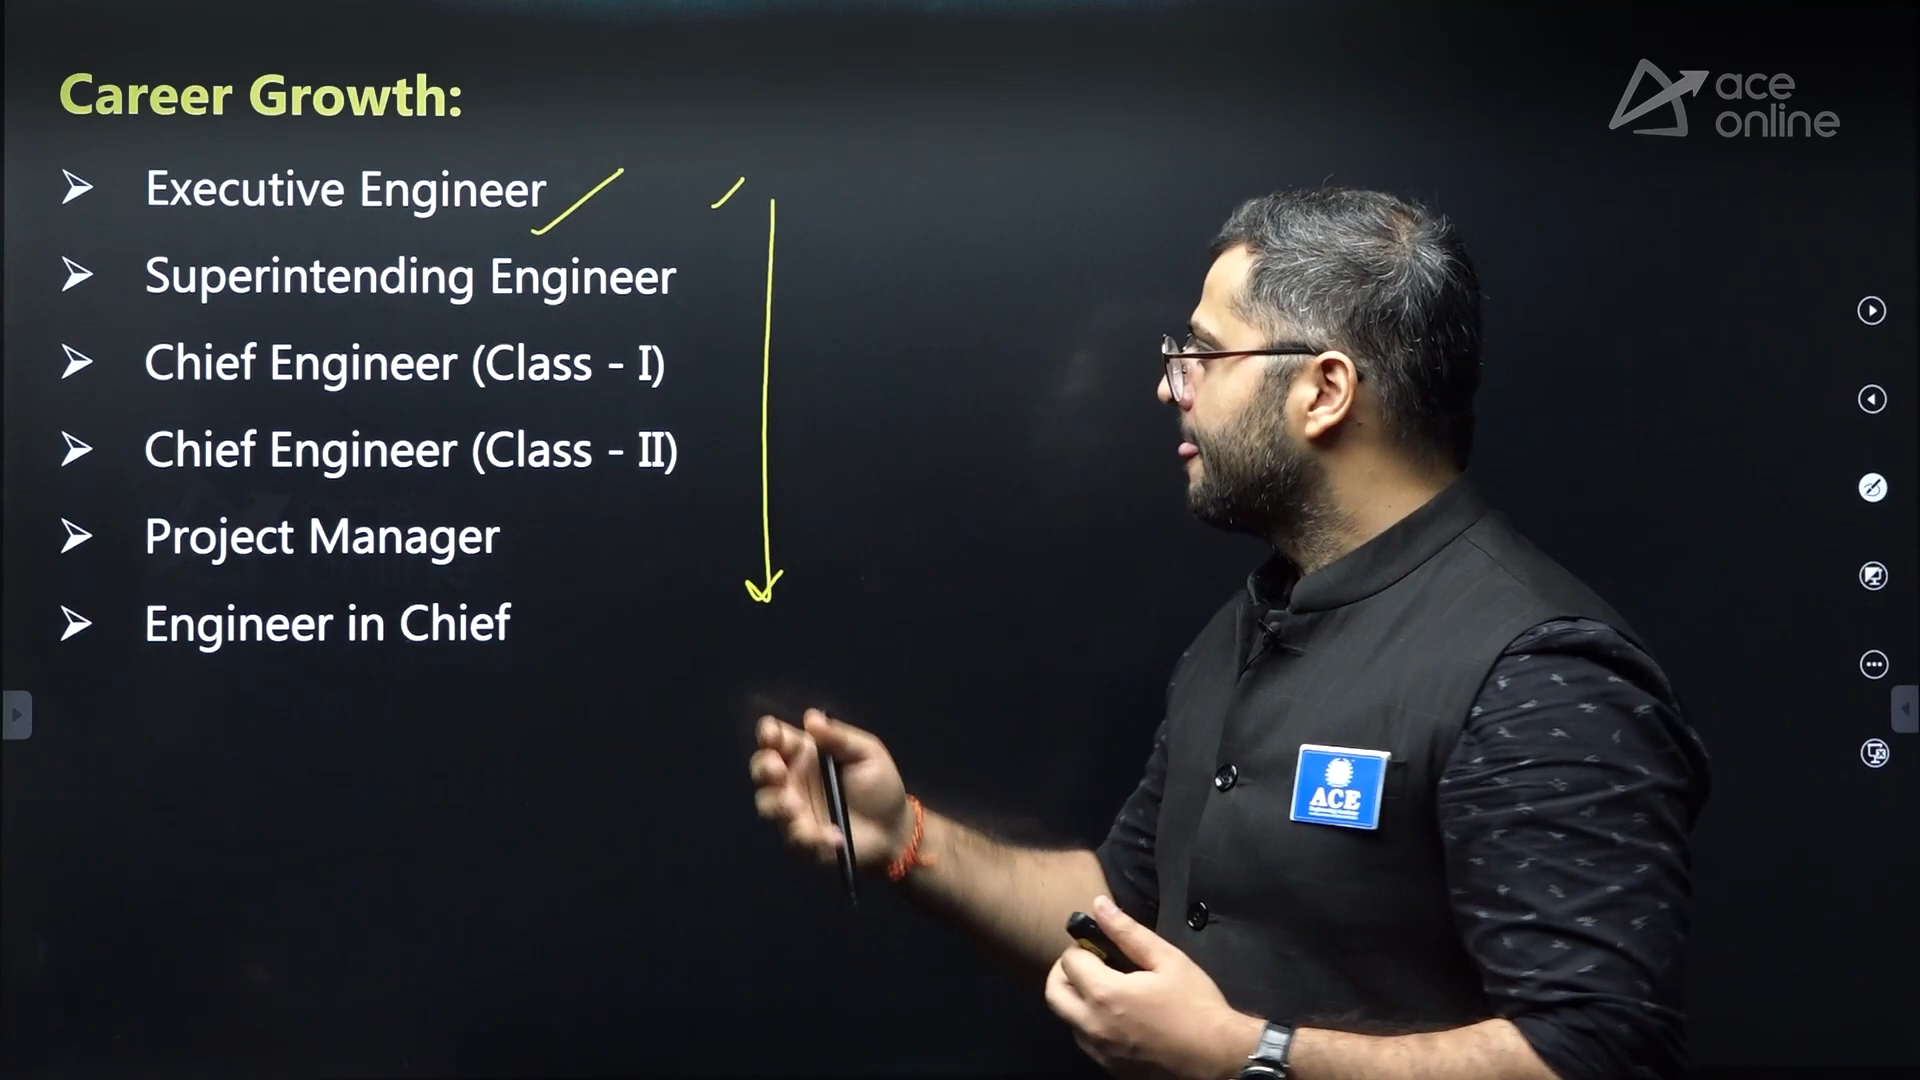 Career Growth:
ace
online
Executive Engineer
Superintending Engineer
Chief Engineer (Class - I)
Chief Engineer (Class - II)
Project Manager
Engineer in Chief
ACE